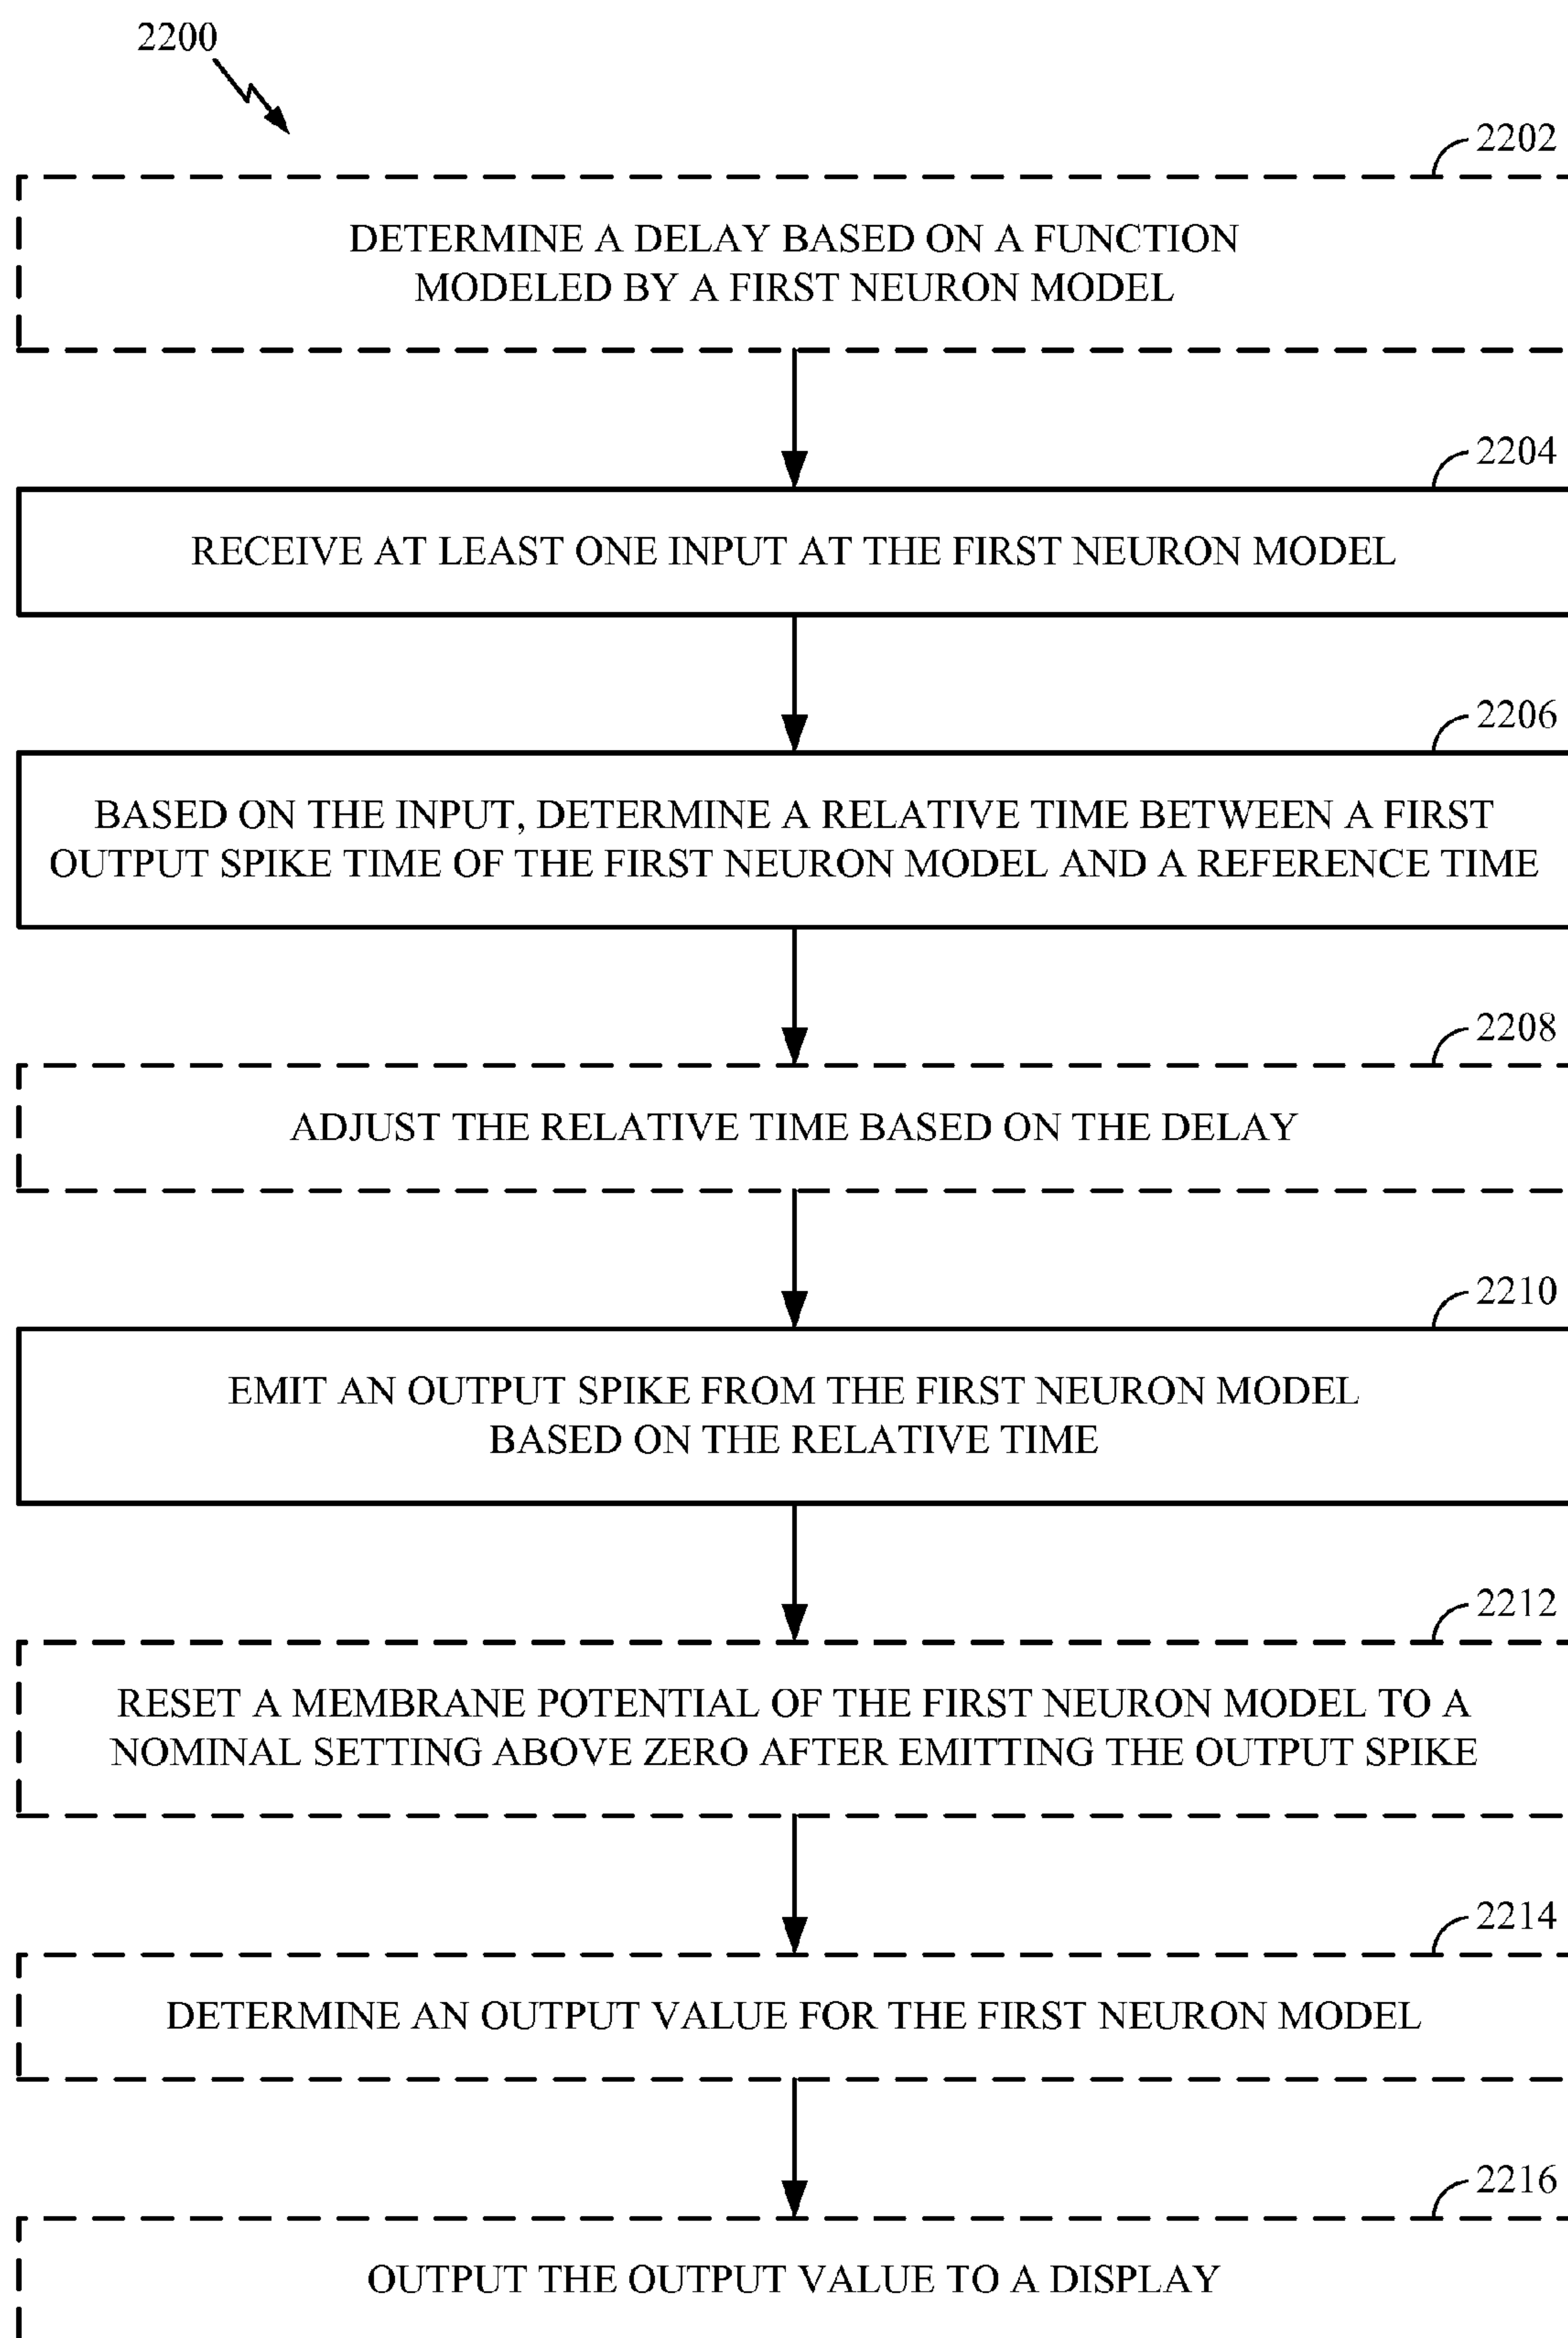 2200
2202
DETERMINE A DELAY BASED ON A FUNCTION
MODELED BY A FIRST NEURON MODEL
2204
RECEIVE AT LEAST ONE INPUT AT THE FIRST NEURON MODEL
2206
BASED ON THE INPUT, DETERMINE A RELATIVE TIME BETWEEN A FIRST
OUTPUT SPIKE TIME OF THE FIRST NEURON MODEL AND A REFERENCE TIME
2208
ADJUST THE RELATIVE TIME BASED ON THE DELAY
2210
EMIT AN OUTPUT SPIKE FROM THE FIRST NEURON MODEL
BASED ON THE RELATIVE TIME
2212
RESET A MEMBRANE POTENTIAL OF THE FIRST NEURON MODEL TO A
NOMINAL SETTING ABOVE ZERO AFTER EMITTING THE OUTPUT SPIKE
2214
DETERMINE AN OUTPUT VALUE FOR THE FIRST NEURON MODEL
2216
OUTPUT THE OUTPUT VALUE TO A DISPLAY